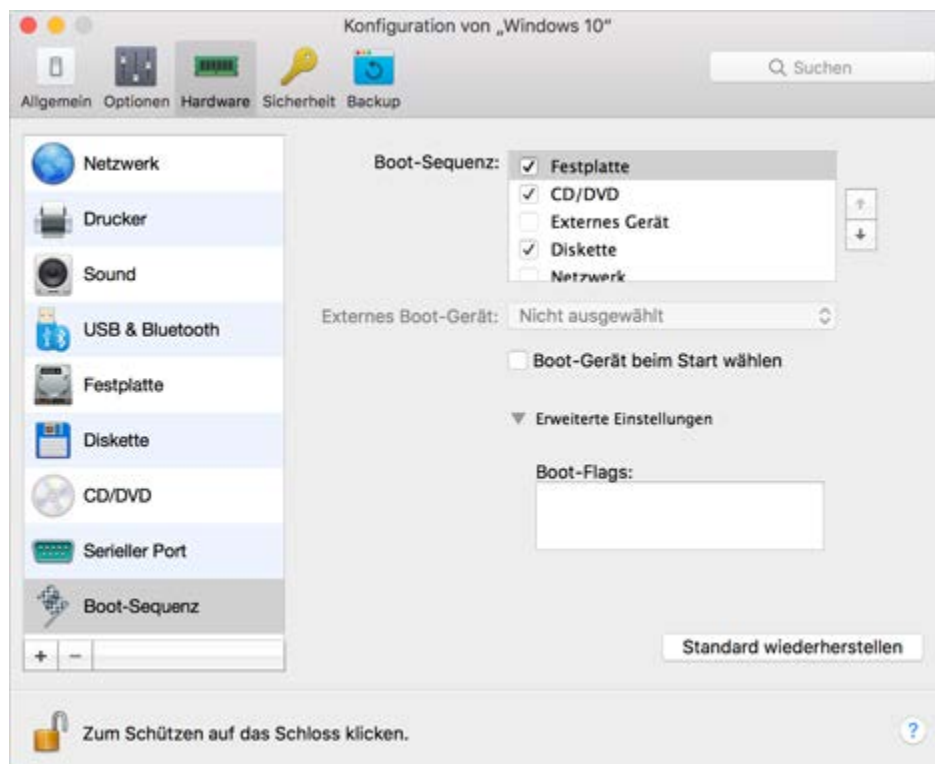 Konfiguration von „Windows 10“
Allgemein Optionen Hardware Sicherheit Backup
Suchen
Netzwerk
Drucker
Sound
USB & Bluetooth
Festplatte
Diskette
CD/DVD
Serieller Port
Boot-Sequenz
+ −
Boot-Sequenz:
Festplatte
CD/DVD
Externes Gerät
Diskette
Netzwerk
Externes Boot-Gerät: Nicht ausgewählt
Boot-Gerät beim Start wählen
Erweiterte Einstellungen
Boot-Flags:
Standard wiederherstellen
Zum Schützen auf das Schloss klicken.
?